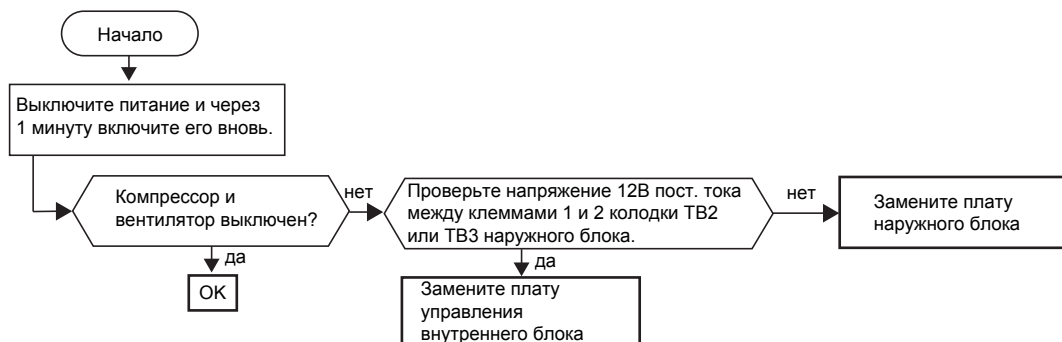 Начало
Выключите питание и через
1 минуту включите его вновь.
Компрессор и
вентилятор выключен?
нет
Проверьте напряжение 12В пост. тока
между клеммами 1 и 2 колодки ТВ2
или ТВ3 наружного блока.
нет
Замените плату
наружного блока
да
OK
да
Замените плату
управления
внутреннего блока